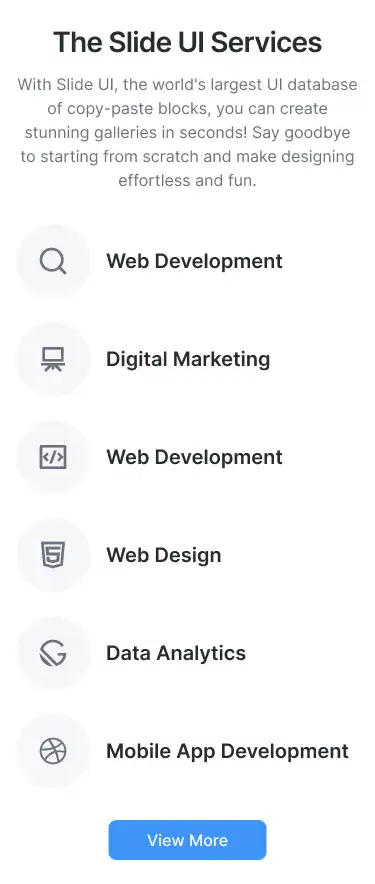 The Slide UI Services
With Slide UI, the world's largest UI database
of copy-paste blocks, you can create
stunning galleries in seconds! Say goodbye
to starting from scratch and make designing
effortless and fun.
Web Development
Digital Marketing
Web Development
Web Design
Data Analytics
Mobile App Development
View More